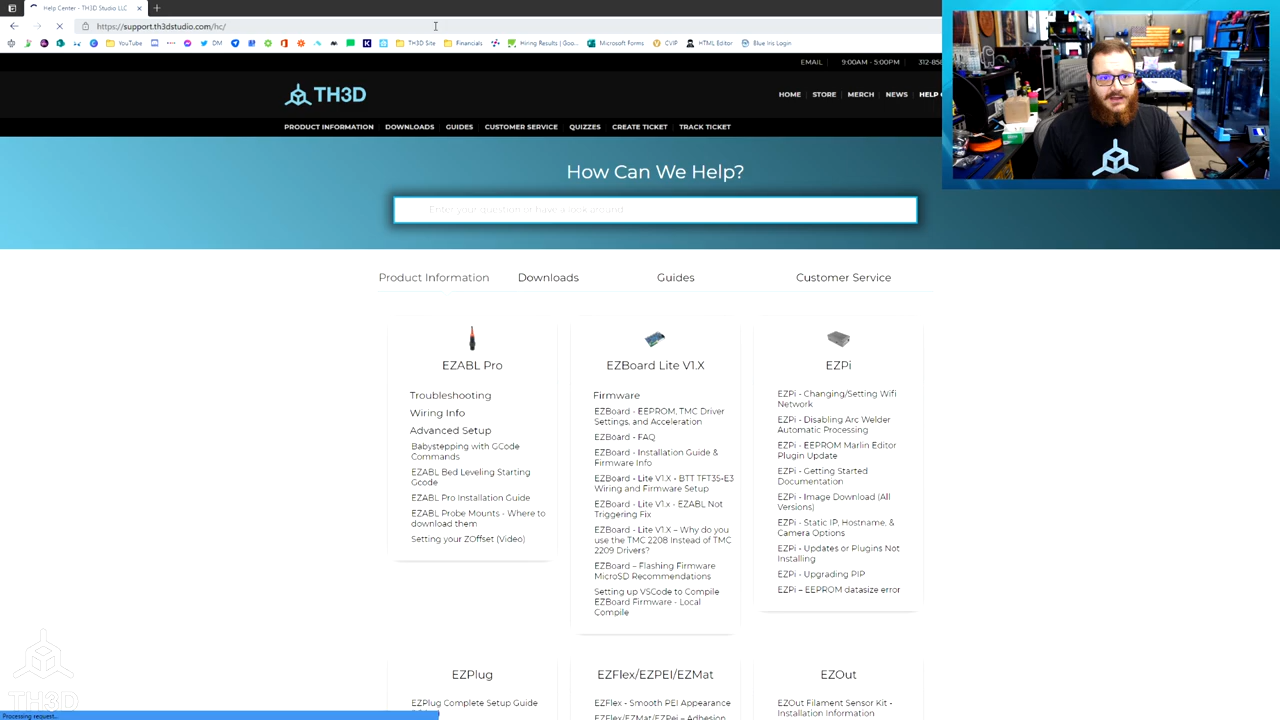 Help Center - TH3D Studio LLC
https://support.th3dstudio.com/hc/
YouTube
DM
TH3D Site
Financials
Hiring Results | Goo...
Microsoft Forms
CVIP
HTML Editor
Blue Iris Login
EMAIL
9:00AM - 5:00PM
TH3D
HOME
STORE
MERCH
NEWS
HELP
PRODUCT INFORMATION
DOWNLOADS
GUIDES
CUSTOMER SERVICE
QUIZZES
CREATE TICKET
TRACK TICKET
How Can We Help?
Enter your question or have a look around
Product Information
Downloads
Guides
Customer Service
EZABL Pro
Troubleshooting
Wiring Info
Advanced Setup
Babystepping with GCode
Commands
EZABL Bed Leveling Starting
Gcode
EZABL Pro Installation Guide
EZABL Probe Mounts - Where to
download them
Setting your ZOffset (Video)
EZBoard Lite V1.X
Firmware
EZBoard - EEPROM, TMC Driver
Settings, and Acceleration
EZBoard - FAQ
EZBoard - Installation Guide &
Firmware Info
EZBoard - Lite V1.X - BTT TFT35-E3
Wiring and Firmware Setup
EZBoard - Lite V1.x - EZABL Not
Triggering Fix
EZBoard - Lite V1.X – Why do you
use the TMC 2208 Instead of TMC
2209 Drivers?
EZBoard – Flashing Firmware
MicroSD Recommendations
Setting up VSCode to Compile
EZBoard Firmware - Local
Compile
EZPi
EZPi - Changing/Setting Wifi
Network
EZPi - Disabling Arc Welder
Automatic Processing
EZPi - EEPROM Marlin Editor
Plugin Update
EZPi - Getting Started
Documentation
EZPi - Image Download (All
Versions)
EZPi - Static IP, Hostname, &
Camera Options
EZPi - Updates or Plugins Not
Installing
EZPi - Upgrading PIP
EZPi – EEPROM datasize error
EZPlug
EZPlug Complete Setup Guide
EZFlex/EZPEI/EZMat
EZFlex - Smooth PEI Appearance
EZFlex/EZMat/EZPei – Adhesion
EZOut
EZOut Filament Sensor Kit -
Installation Information
TH3D
Processing request...